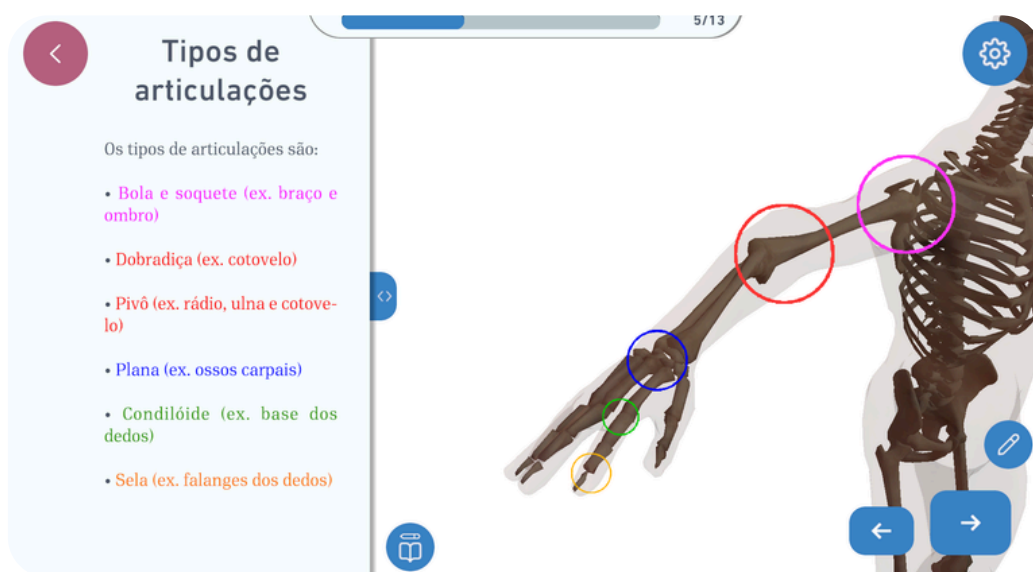 5/13
Tipos de
articulações
Os tipos de articulações são:
• Bola e soquete (ex. braço e
ombro)
• Dobradiça (ex. cotovelo)
• Pivô (ex. rádio, ulna e cotove-
lo)
• Plana (ex. ossos carpais)
• Condilóide (ex. base dos
dedos)
• Sela (ex. falanges dos dedos)